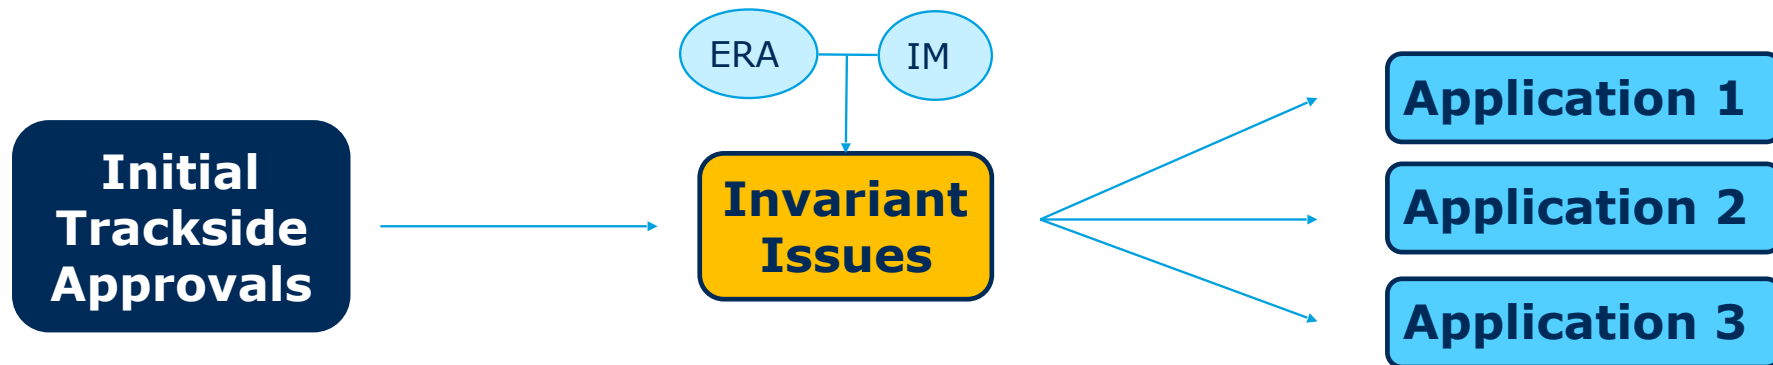 ERA
IM
Initial
Trackside
Approvals
Invariant
Issues
Application 1
Application 2
Application 3